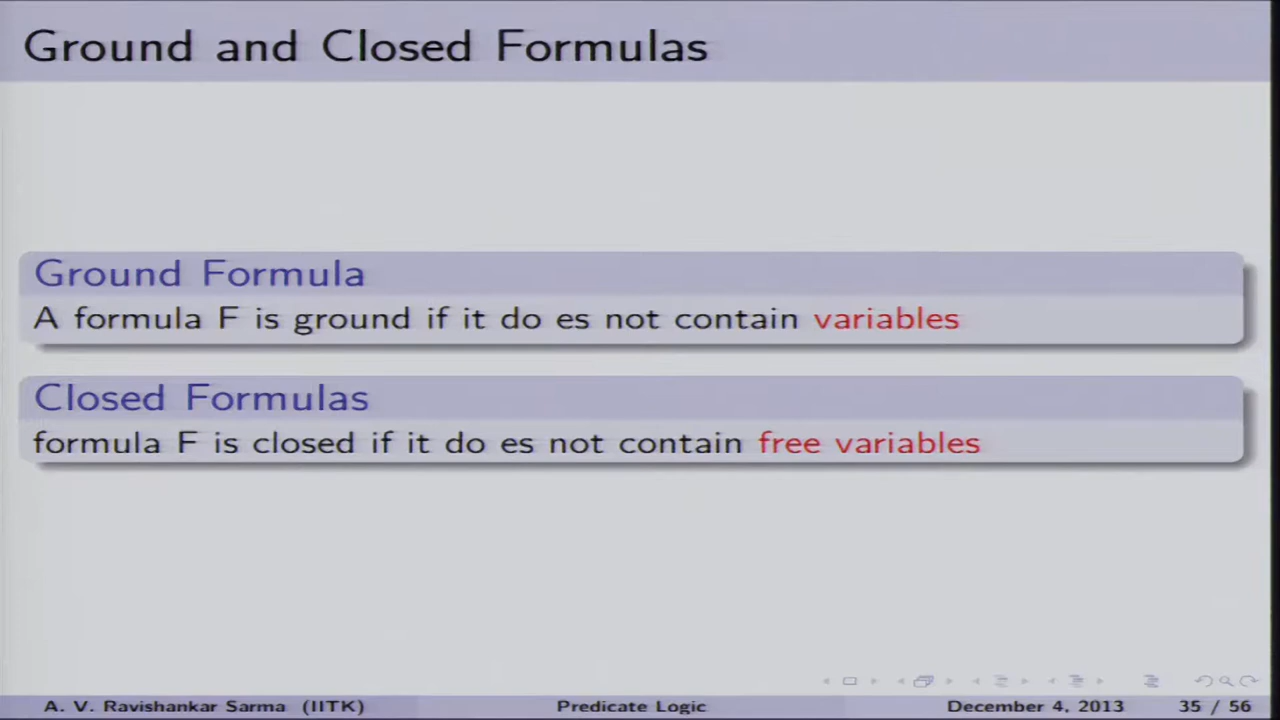 Ground and Closed Formulas
Ground Formula
A formula F is ground if it do es not contain variables
Closed Formulas
formula F is closed if it do es not contain free variables
A. V. Ravishankar Sarma (IITK) Predicate Logic December 4, 2013 35 / 56